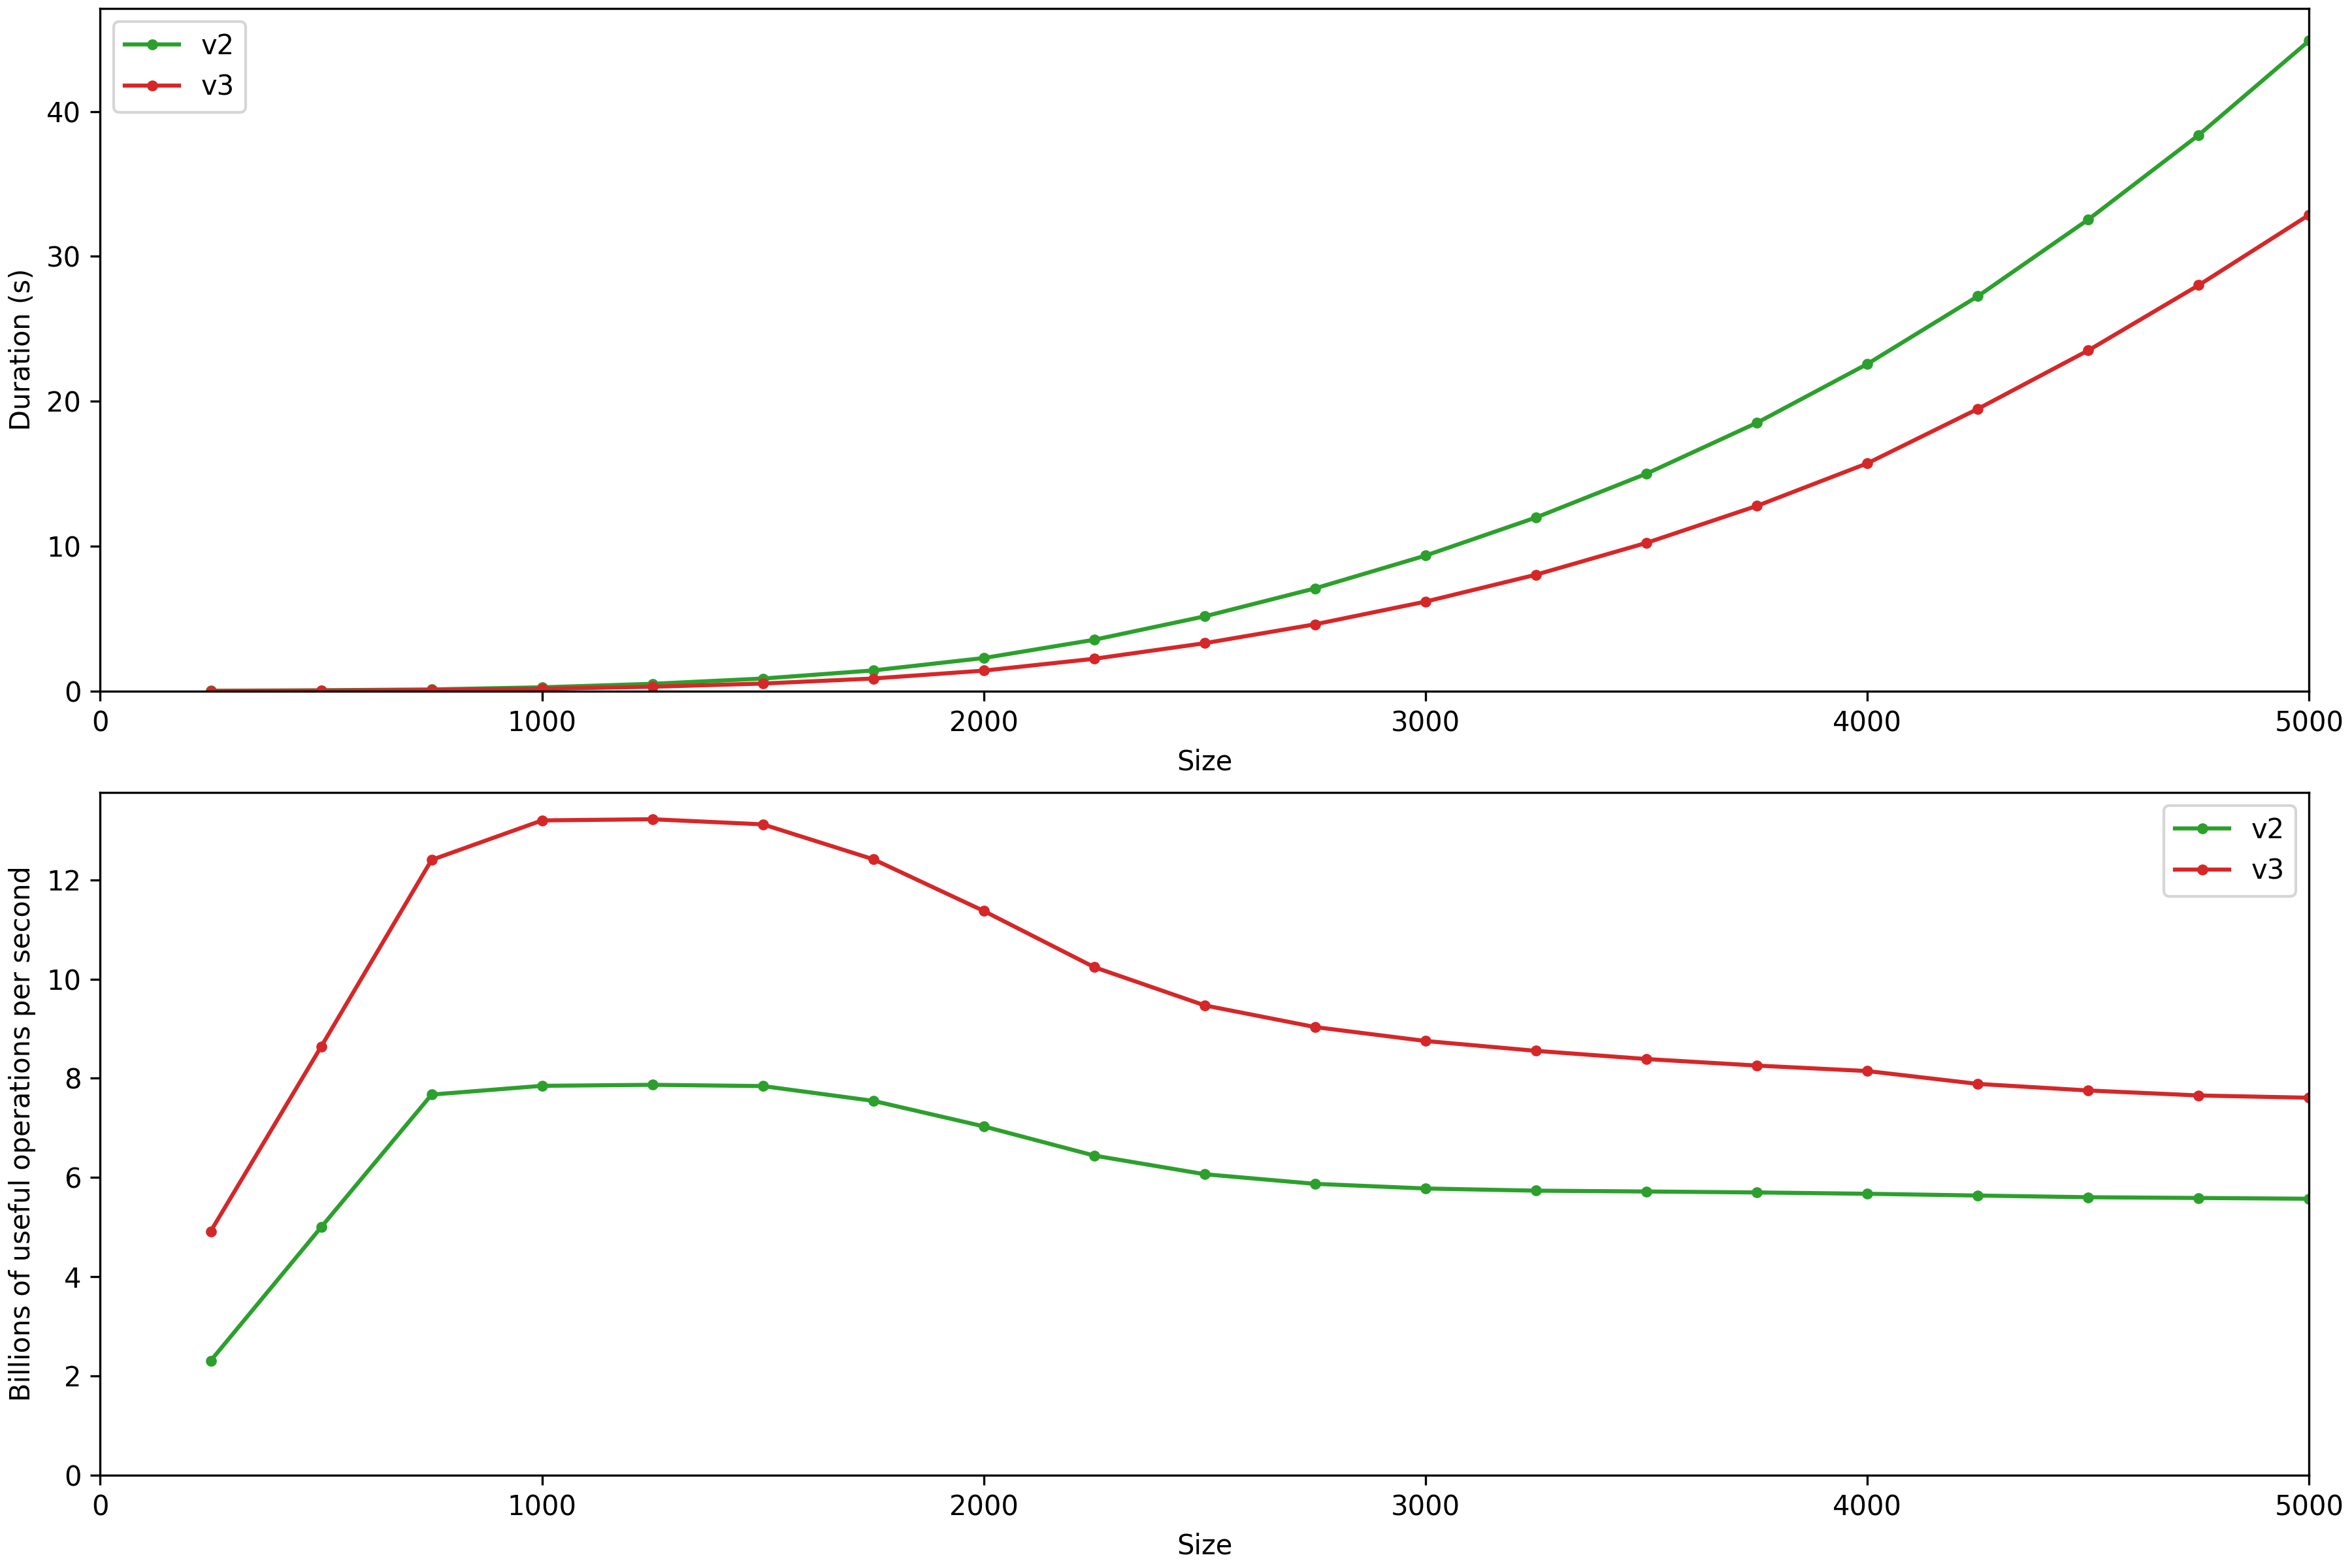 v2
v3
40
30
20
10
0
Duration (s)
0 1000 2000 3000 4000 5000
Size
v2
v3
12
10
8
6
4
2
0
Billions of useful operations per second
0 1000 2000 3000 4000 5000
Size